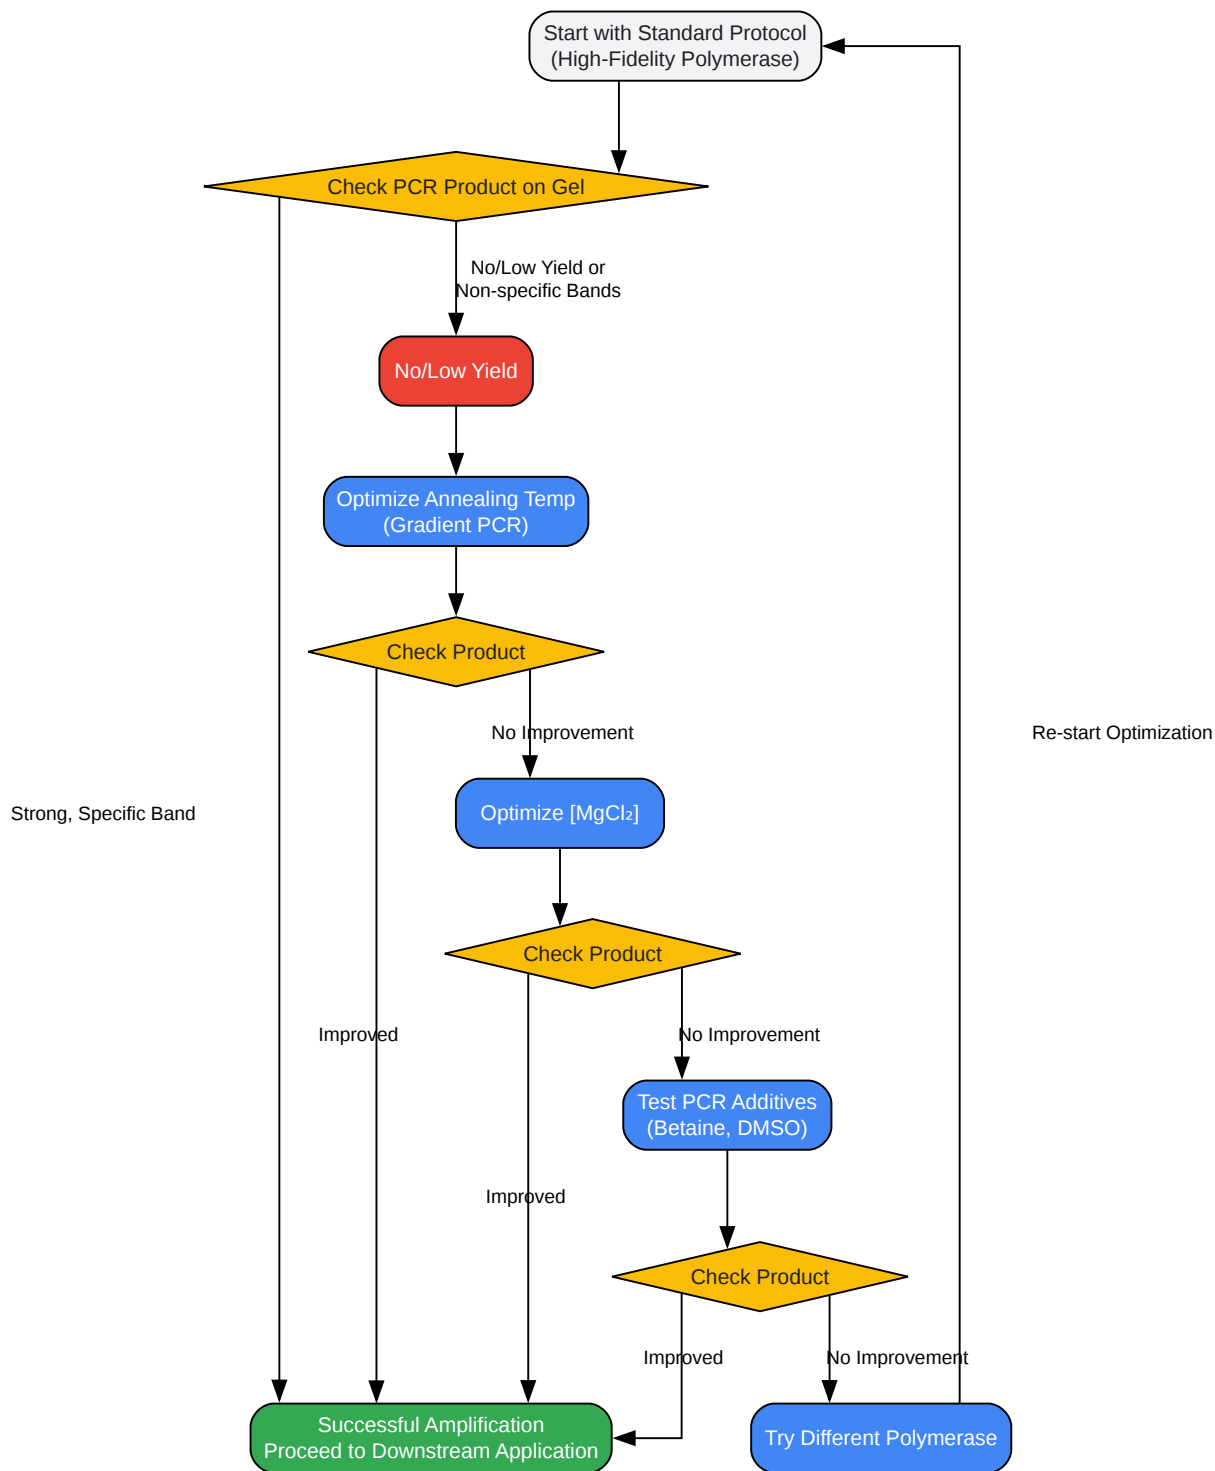 Start with Standard Protocol
(High-Fidelity Polymerase)
Check PCR Product on Gel
No/Low Yield or
Non-specific Bands
No/Low Yield
Optimize Annealing Temp
(Gradient PCR)
Check Product
No Improvement
Re-start Optimization
Strong, Specific Band
Optimize [MgCl₂]
Check Product
Improved
No Improvement
Test PCR Additives
(Betaine, DMSO)
Improved
Check Product
Improved
No Improvement
Successful Amplification
Proceed to Downstream Application
Try Different Polymerase